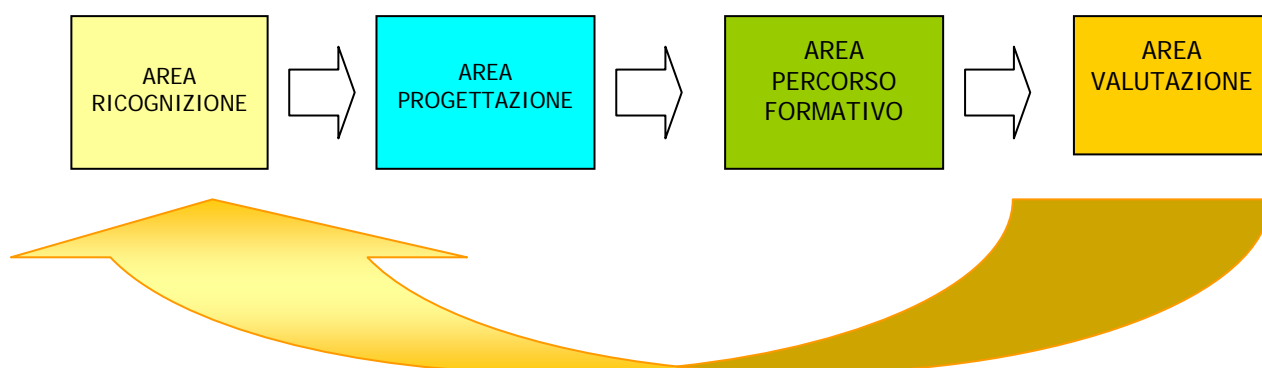 AREA
RICOGNIZIONE
AREA
PROGETTAZIONE
AREA
PERCORSO
FORMATIVO
AREA
VALUTAZIONE